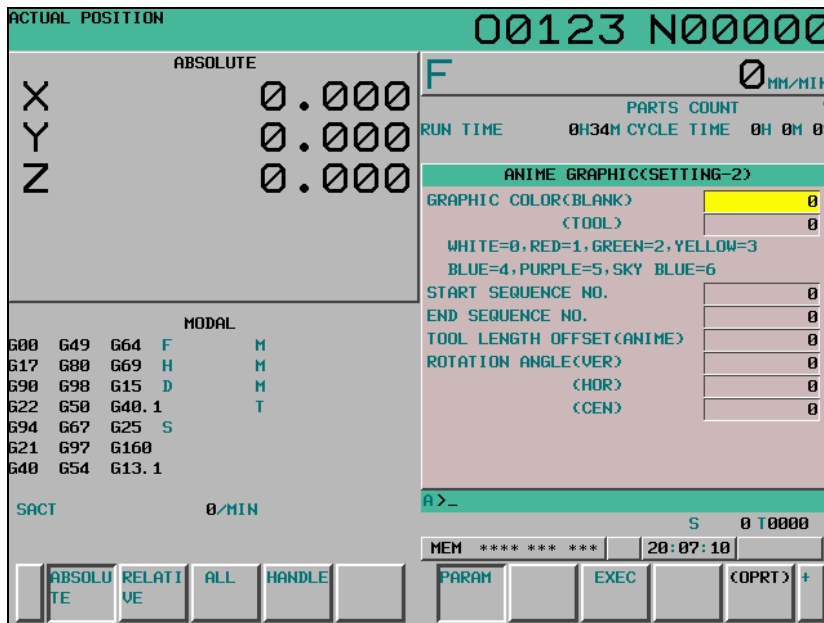 ACTUAL POSITION
O0123 N00000
ABSOLUTE
X 0.000
Y 0.000
Z 0.000
F 0 MM/MIN
PARTS COUNT
RUN TIME 0H34M CYCLE TIME 0H 0M 0
ANIME GRAPHIC(SETTING-2)
GRAPHIC COLOR(BLANK) 0
(TOOL) 0
WHITE=0,RED=1,GREEN=2,YELLOW=3
BLUE=4,PURPLE=5,SKY BLUE=6
START SEQUENCE NO. 0
END SEQUENCE NO. 0
TOOL LENGTH OFFSET(ANIME) 0
ROTATION ANGLE(VER) 0
(HOR) 0
(CEN) 0
MODAL
G00 G49 G64 F M
G17 G80 G69 H M
G90 G98 G15 D M
G22 G50 G40.1 T
G94 G67 G25 S
G21 G97 G160
G40 G54 G13.1
SACT 0/MIN
A>_
S 0 T0000
MEM **** *** *** 20:07:10
ABSOLU
TE
RELATI
VE
ALL
HANDLE
PARAM
EXEC
(OPRT)
+